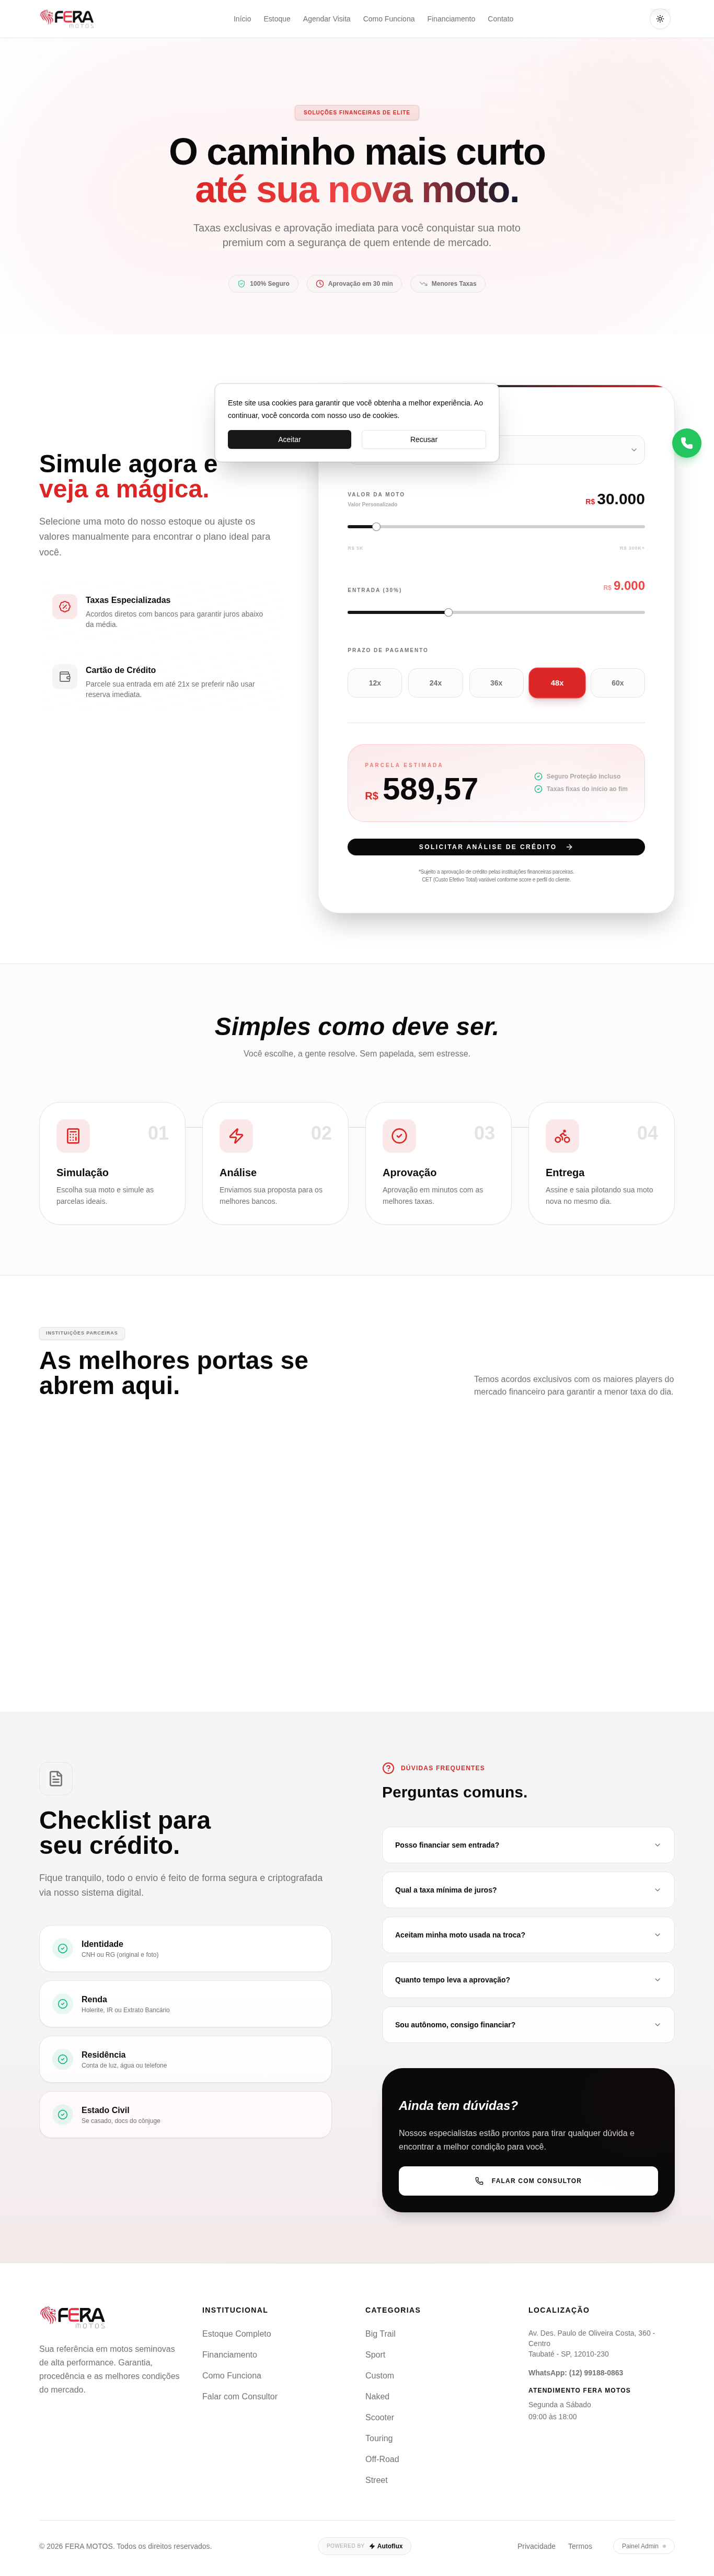 FERA
MOTOS
Início
Estoque
Agendar Visita
Como Funciona
Financiamento
Contato
SOLUÇÕES FINANCEIRAS DE ELITE
O caminho mais curto
até sua nova moto.
Taxas exclusivas e aprovação imediata para você conquistar sua moto
premium com a segurança de quem entende de mercado.
100% Seguro
Aprovação em 30 min
Menores Taxas
Este site usa cookies para garantir que você obtenha a melhor experiência. Ao
continuar, você concorda com nosso uso de cookies.
Aceitar
Recusar
Simule agora e
veja a mágica.
Selecione uma moto do nosso estoque ou ajuste os
valores manualmente para encontrar o plano ideal para
você.
Taxas Especializadas
Acordos diretos com bancos para garantir juros abaixo
da média.
Cartão de Crédito
Parcele sua entrada em até 21x se preferir não usar
reserva imediata.
VALOR DA MOTO
Valor Personalizado
R$ 30.000
R$ 5K
ENTRADA (30%)
R$ 9.000
PRAZO DE PAGAMENTO
12x
24x
36x
48x
60x
PARCELA ESTIMADA
R$ 589,57
Seguro Proteção incluso
Taxas fixas do início ao fim
SOLICITAR ANÁLISE DE CRÉDITO
*Sujeito a aprovação de crédito pelas instituições financeiras parceiras.
CET (Custo Efetivo Total) variável conforme score e perfil do cliente.
Simples como deve ser.
Você escolhe, a gente resolve. Sem papelada, sem estresse.
01
Simulação
Escolha sua moto e simule as
parcelas ideais.
02
Análise
Enviamos sua proposta para os
melhores bancos.
03
Aprovação
Aprovação em minutos com as
melhores taxas.
04
Entrega
Assine e saia pilotando sua moto
nova no mesmo dia.
INSTITUIÇÕES PARCEIRAS
As melhores portas se
abrem aqui.
Temos acordos exclusivos com os maiores players do
mercado financeiro para garantir a menor taxa do dia.
Checklist para
seu crédito.
Fique tranquilo, todo o envio é feito de forma segura e criptografada
via nosso sistema digital.
Identidade
CNH ou RG (original e foto)
Renda
Holerite, IR ou Extrato Bancário
Residência
Conta de luz, água ou telefone
Estado Civil
Se casado, docs do cônjuge
DÚVIDAS FREQUENTES
Perguntas comuns.
Posso financiar sem entrada?
Qual a taxa mínima de juros?
Aceitam minha moto usada na troca?
Quanto tempo leva a aprovação?
Sou autônomo, consigo financiar?
Ainda tem dúvidas?
Nossos especialistas estão prontos para tirar qualquer dúvida e
encontrar a melhor condição para você.
FALAR COM CONSULTOR
FERA
MOTOS
Sua referência em motos seminovas
de alta performance. Garantia,
procedência e as melhores condições
do mercado.
INSTITUCIONAL
Estoque Completo
Financiamento
Como Funciona
Falar com Consultor
CATEGORIAS
Big Trail
Sport
Custom
Naked
Scooter
Touring
Off-Road
Street
LOCALIZAÇÃO
Av. Des. Paulo de Oliveira Costa, 360 -
Centro
Taubaté - SP, 12010-230
WhatsApp: (12) 99188-0863
ATENDIMENTO FERA MOTOS
Segunda a Sábado
09:00 às 18:00
© 2026 FERA MOTOS. Todos os direitos reservados.
POWERED BY Autoflux
Privacidade
Termos
Painel Admin